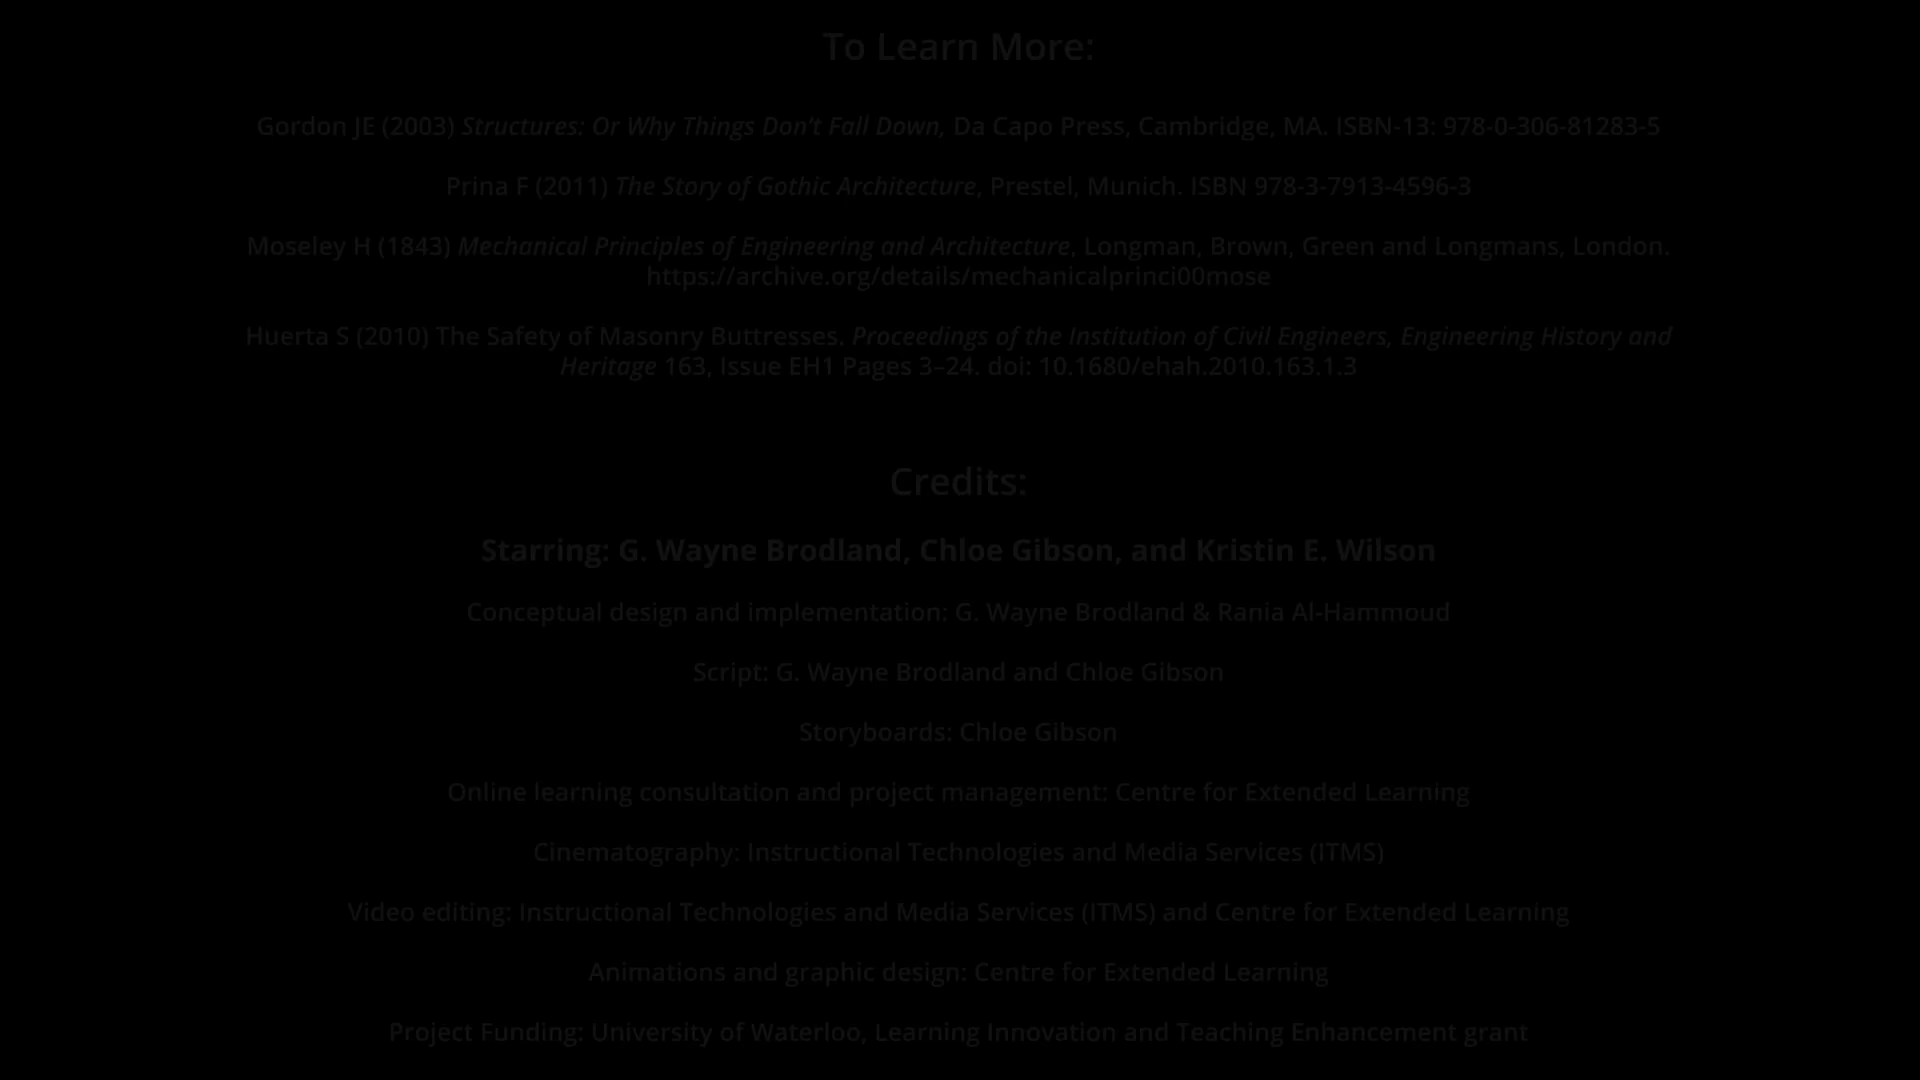 To Learn More:
Gordon JE (2003) Structures: Or Why Things Don't Fall Down, Da Capo Press, Cambridge, MA. ISBN-13: 978-0-306-81283-5
Prina F (2011) The Story of Gothic Architecture, Prestel, Munich. ISBN 978-3-7913-4596-3
Moseley H (1843) Mechanical Principles of Engineering and Architecture, Longman, Brown, Green and Longmans, London.
https://archive.org/details/mechanicalprinci00mose
Huerta S (2010) The Safety of Masonry Buttresses. Proceedings of the Institution of Civil Engineers, Engineering History and
Heritage 163, Issue EH1 Pages 3–24. doi: 10.1680/ehah.2010.163.1.3
Credits:
Starring: G. Wayne Brodland, Chloe Gibson, and Kristin E. Wilson
Conceptual design and implementation: G. Wayne Brodland & Rania Al-Hammoud
Script: G. Wayne Brodland and Chloe Gibson
Storyboards: Chloe Gibson
Online learning consultation and project management: Centre for Extended Learning
Cinematography: Instructional Technologies and Media Services (ITMS)
Video editing: Instructional Technologies and Media Services (ITMS) and Centre for Extended Learning
Animations and graphic design: Centre for Extended Learning
Project Funding: University of Waterloo, Learning Innovation and Teaching Enhancement grant